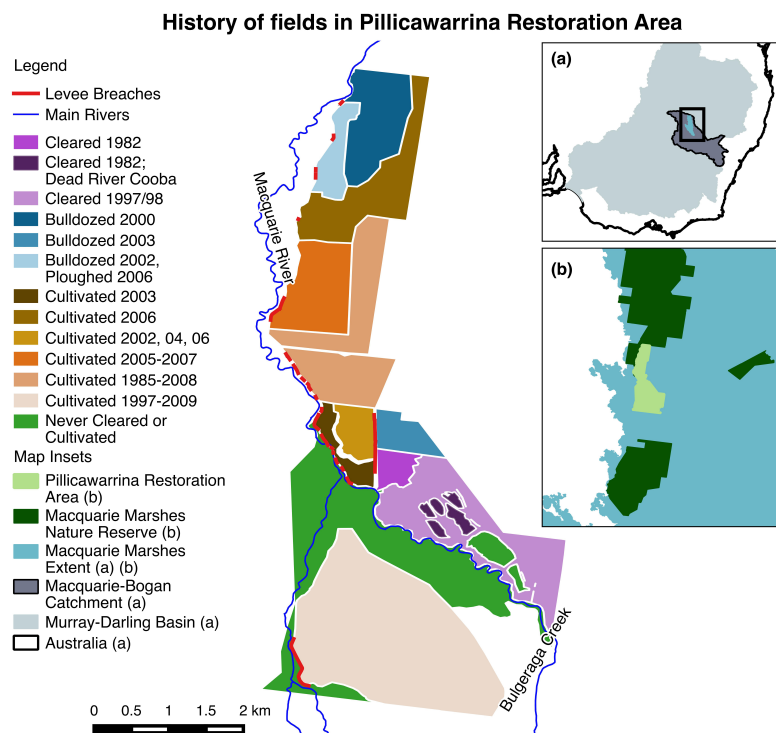 History of fields in Pillicawarrina Restoration Area
Legend
Levee Breaches
Main Rivers
Cleared 1982
Cleared 1982;
Dead River Cooba
Cleared 1997/98
Bulldozed 2000
Bulldozed 2003
Bulldozed 2002,
Ploughed 2006
Cultivated 2003
Cultivated 2006
Cultivated 2002, 04, 06
Cultivated 2005-2007
Cultivated 1985-2008
Cultivated 1997-2009
Never Cleared or
Cultivated
Map Insets
Pillicawarrina Restoration
Area (b)
Macquarie Marshes
Nature Reserve (b)
Macquarie Marshes
Extent (a) (b)
Macquarie-Bogan
Catchment (a)
Murray-Darling Basin (a)
Australia (a)
0 0.5 1 1.5 2 km
Macquarie River
Bulgeraga Creek
(a)
(b)